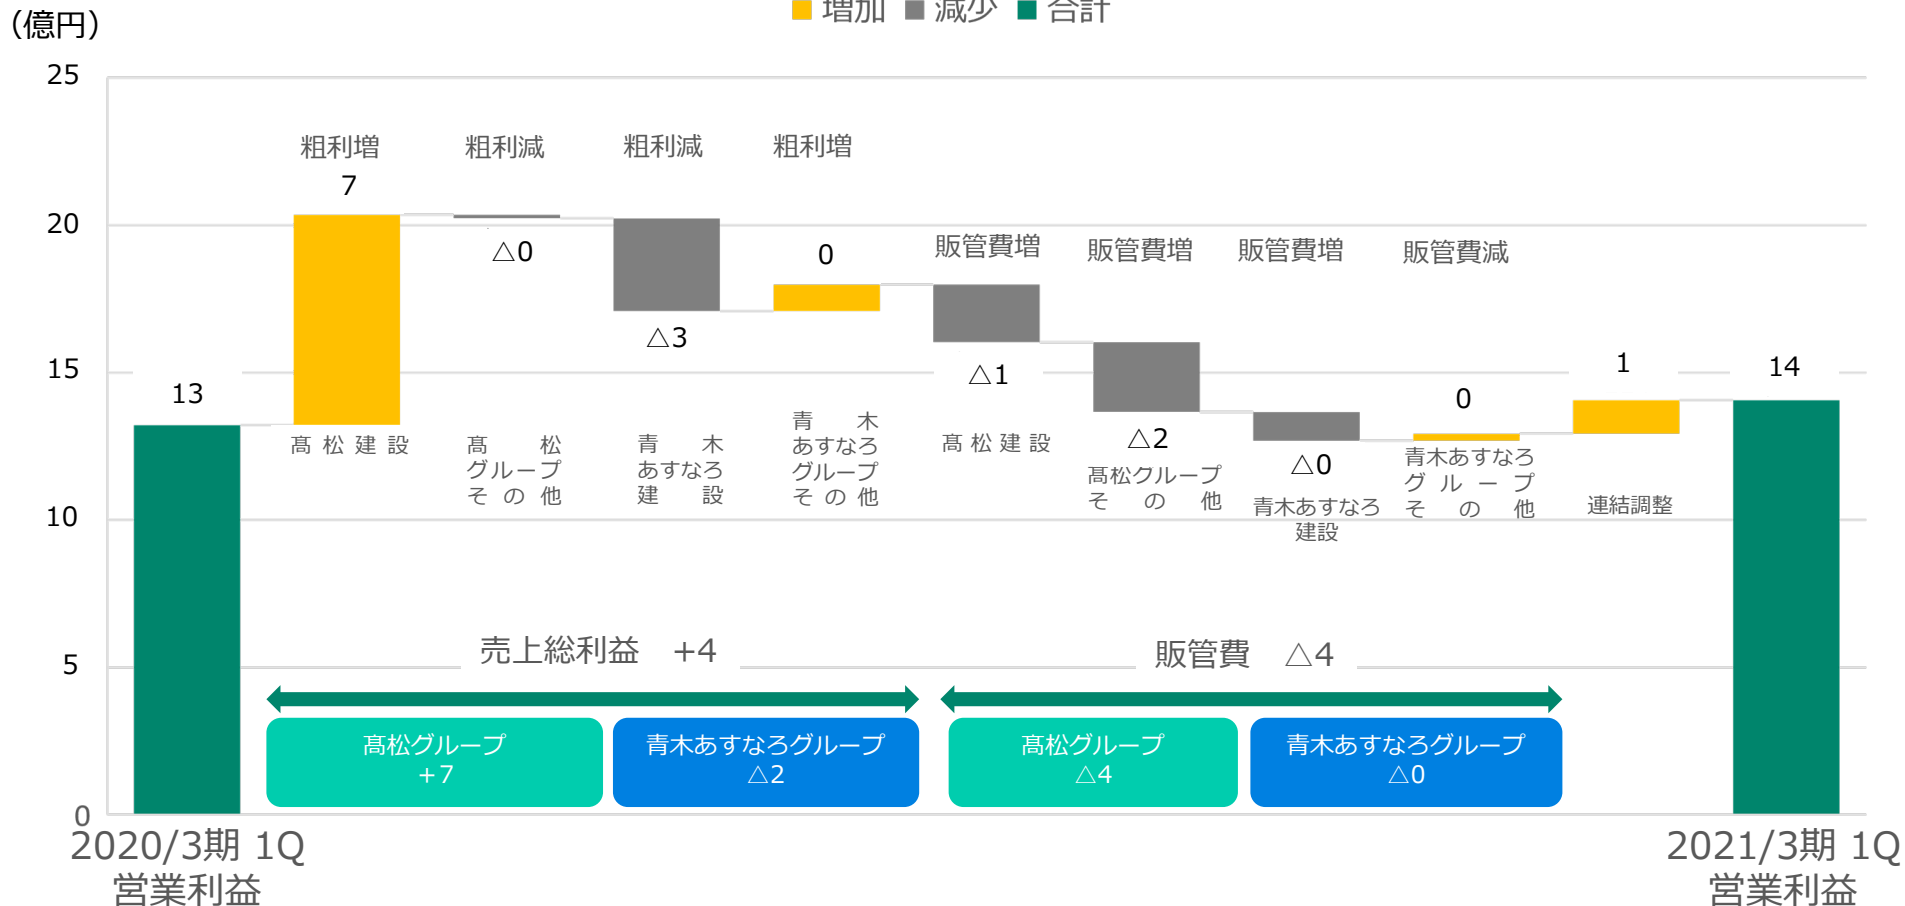 （億円）
増加 減少 合計
25
20
15
10
5
0
粗利増
粗利減
粗利減
粗利増
販管費増
販管費増
販管費増
販管費減
13
7
△0
△3
0
△1
△2
△0
0
1
14
髙松建設
髙松
グループ
その他
青木
あすなろ
建設
青木
あすなろ
グループ
その他
髙松建設
髙松グループ
その他
青木あすなろ
建設
青木あすなろ
グループ
その他
連結調整
売上総利益 +4
販管費 △4
髙松グループ
+7
青木あすなろグループ
△2
髙松グループ
△4
青木あすなろグループ
△0
2020/3期 1Q
営業利益
2021/3期 1Q
営業利益